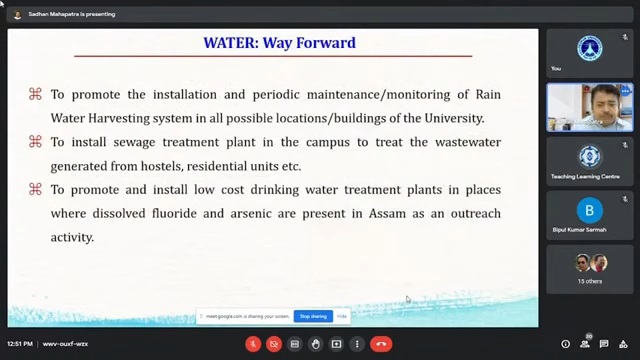 Sadhan Mahapatra is presenting
WATER: Way Forward
⌘ To promote the installation and periodic maintenance/monitoring of Rain
Water Harvesting system in all possible locations/buildings of the University.
⌘ To install sewage treatment plant in the campus to treat the wastewater
generated from hostels, residential units etc.
⌘ To promote and install low cost drinking water treatment plants in places
where dissolved fluoride and arsenic are present in Assam as an outreach
activity.
meet.google.com is sharing your screen.
Stop sharing
Hide
You
Teaching Learning Centre
B
Bipul Kumar Sarmah
15 others
12:51 PM
wwv-ouxf-wzx
20